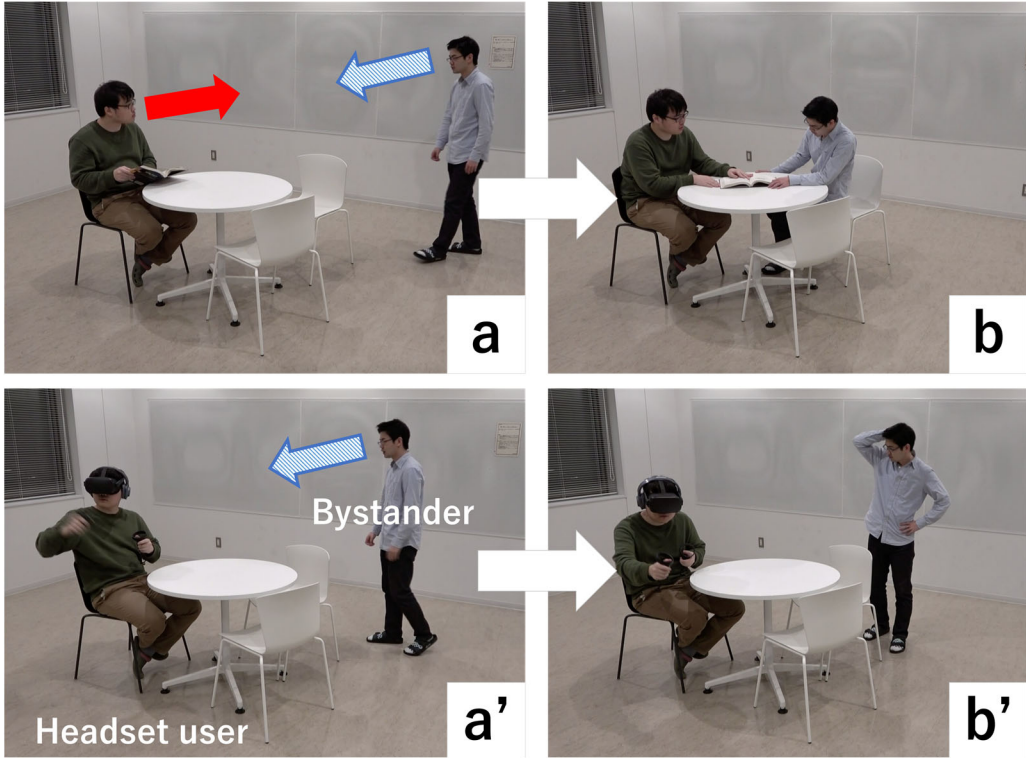 a
b
Bystander
Headset user
a’
b’